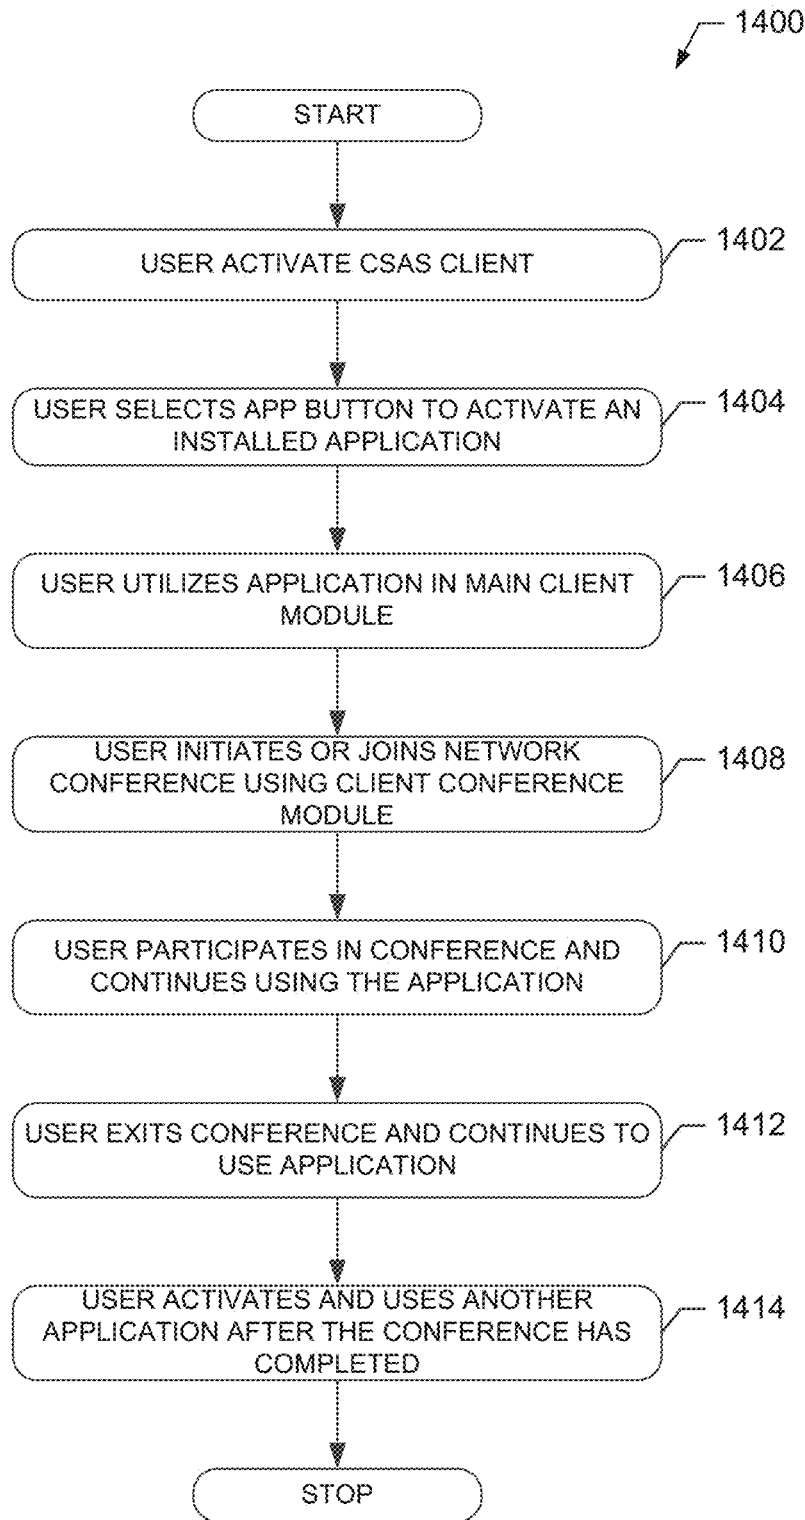 1400
START
1402
USER ACTIVATE CSAS CLIENT
1404
USER SELECTS APP BUTTON TO ACTIVATE AN
INSTALLED APPLICATION
1406
USER UTILIZES APPLICATION IN MAIN CLIENT
MODULE
1408
USER INITIATES OR JOINS NETWORK
CONFERENCE USING CLIENT CONFERENCE
MODULE
1410
USER PARTICIPATES IN CONFERENCE AND
CONTINUES USING THE APPLICATION
1412
USER EXITS CONFERENCE AND CONTINUES TO
USE APPLICATION
1414
USER ACTIVATES AND USES ANOTHER
APPLICATION AFTER THE CONFERENCE HAS
COMPLETED
STOP